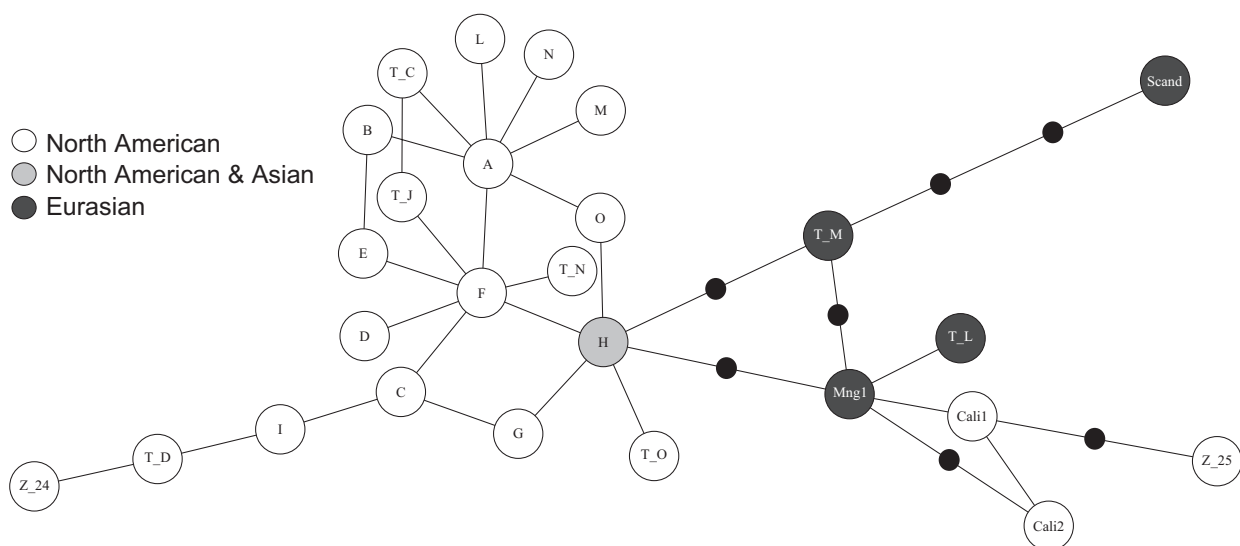 L
N
T_C
Scand
M
B
North American
A
North American & Asian
T_J
Eurasian
O
T_M
E
T_N
F
D
H
T_L
C
Mng1
Cali1
I
G
T_D
T_O
Z_25
Z_24
Cali2